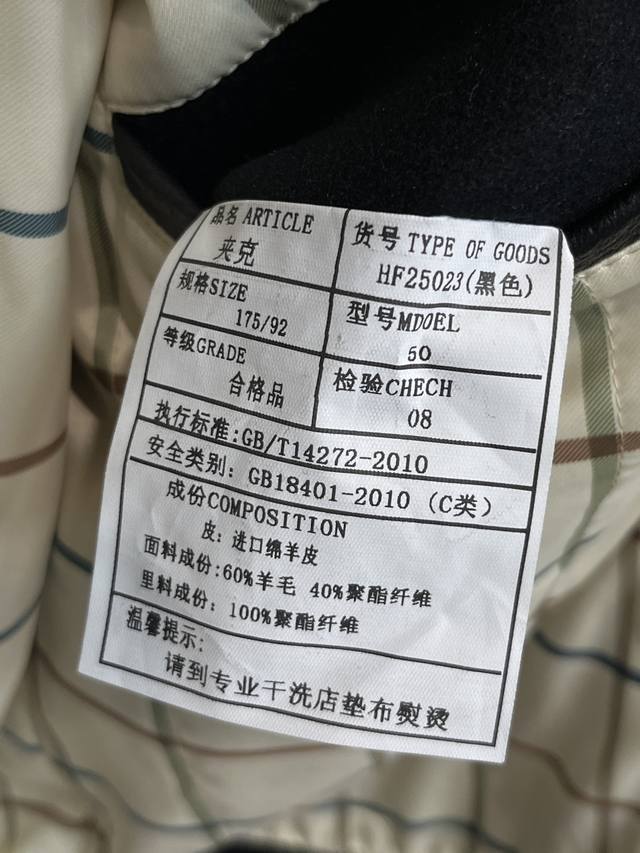 品名 ARTICLE
夹克
货号 TYPE OF GOODS
HF25023(黑色)
规格SIZE
175/92
型号MDOEL
50
等级GRADE
合格品
检验CHECH
08
执行标准:GB/T14272-2010
安全类别: GB18401-2010 (C类)
成份COMPOSITION
皮: 进口绵羊皮
面料成份:60%羊毛 40%聚酯纤维
里料成份: 100%聚酯纤维
温馨提示:
请到专业干洗店垫布熨烫